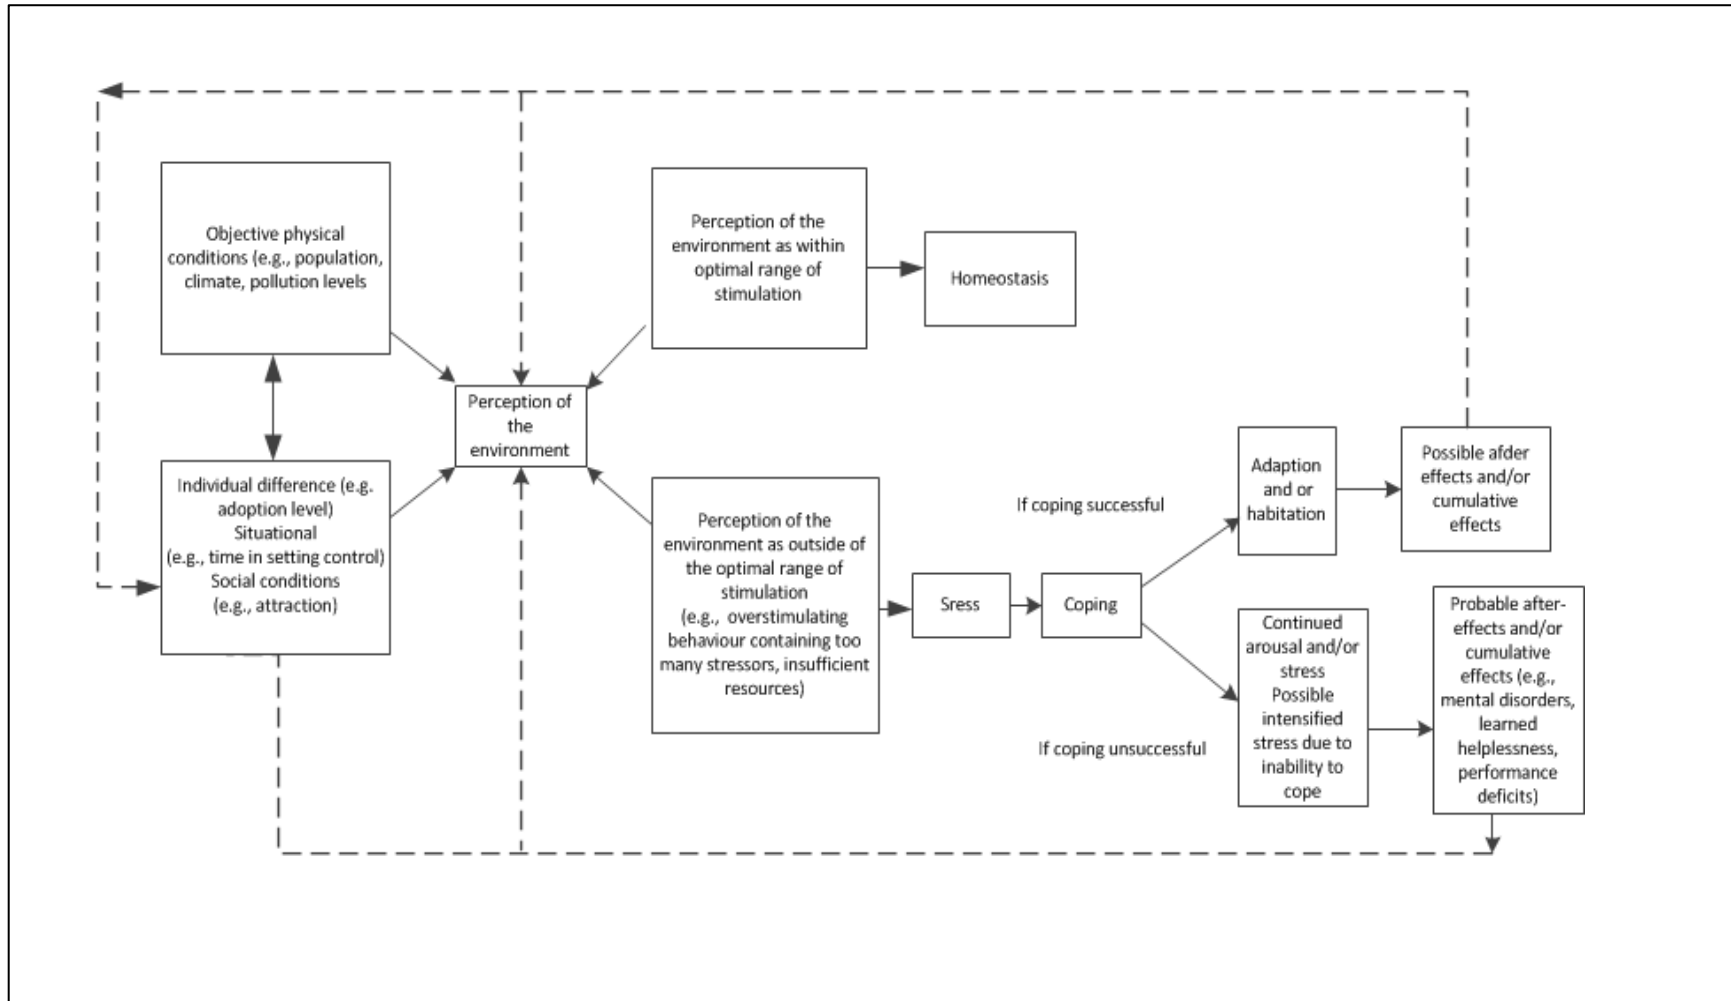 Objective physical
conditions (e.g., population,
climate, pollution levels
Perception of the
environment as within
optimal range of
stimulation
Homeostasis
Perception of
the
environment
Individual difference (e.g.
adoption level)
Situational
(e.g., time in setting control)
Social conditions
(e.g., attraction)
Perception of the
environment as outside of
the optimal range of
stimulation
(e.g., overstimulating
behaviour containing too
many stressors, insufficient
resources)
Sress
Coping
If coping successful
Adaption
and or
habitation
Possible afder
effects and/or
cumulative
effects
If coping unsuccessful
Continued
arousal and/or
stress
Possible
intensified
stress due to
inability to
cope
Probable after-
effects and/or
cumulative
effects (e.g.,
mental disorders,
learned
helplessness,
performance
deficits)